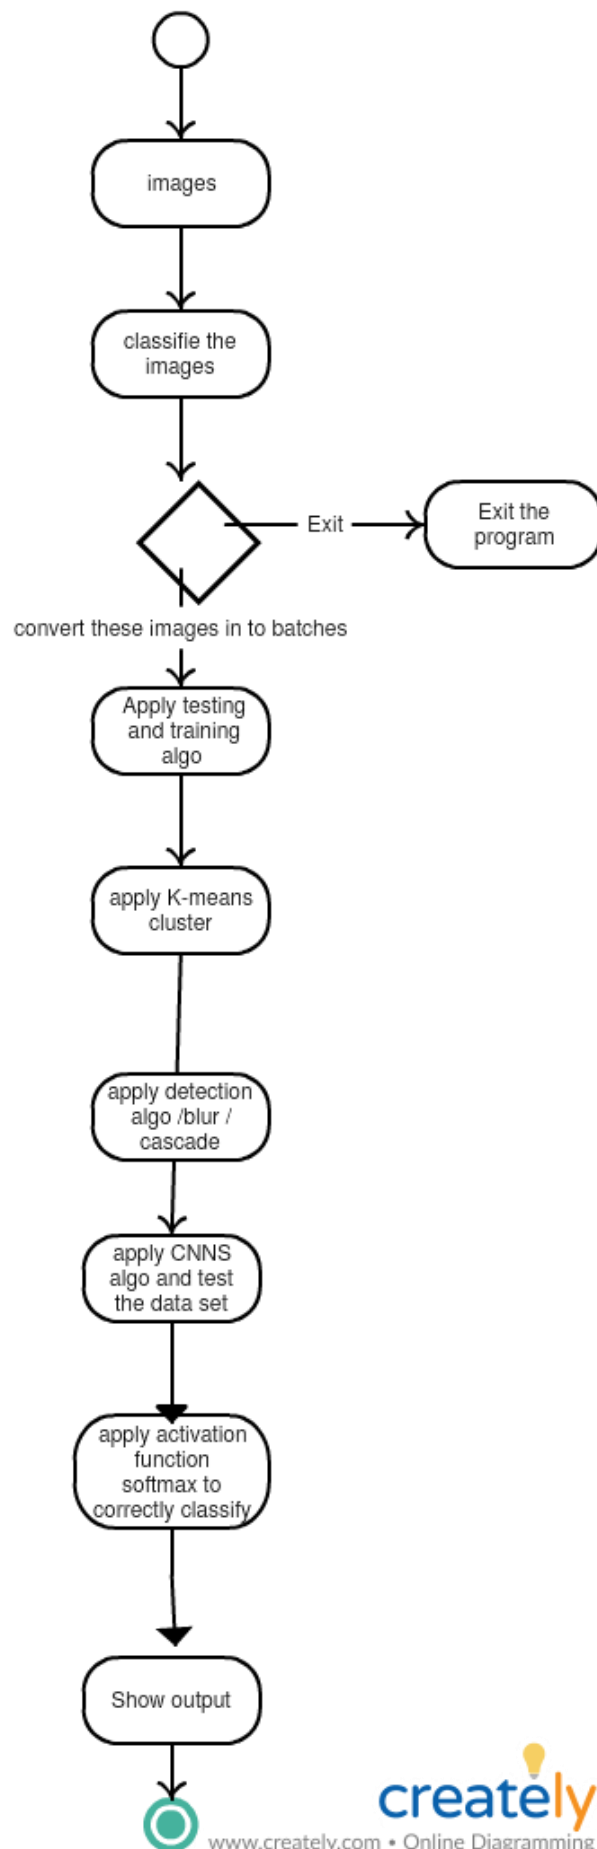 images
classifie the
images
Exit
Exit the
program
convert these images in to batches
Apply testing
and training
algo
apply K-means
cluster
apply detection
algo /blur /
cascade
apply CNNS
algo and test
the data set
apply activation
function
softmax to
correctly classify
Show output
creately
www.creately.com • Online Diagramming